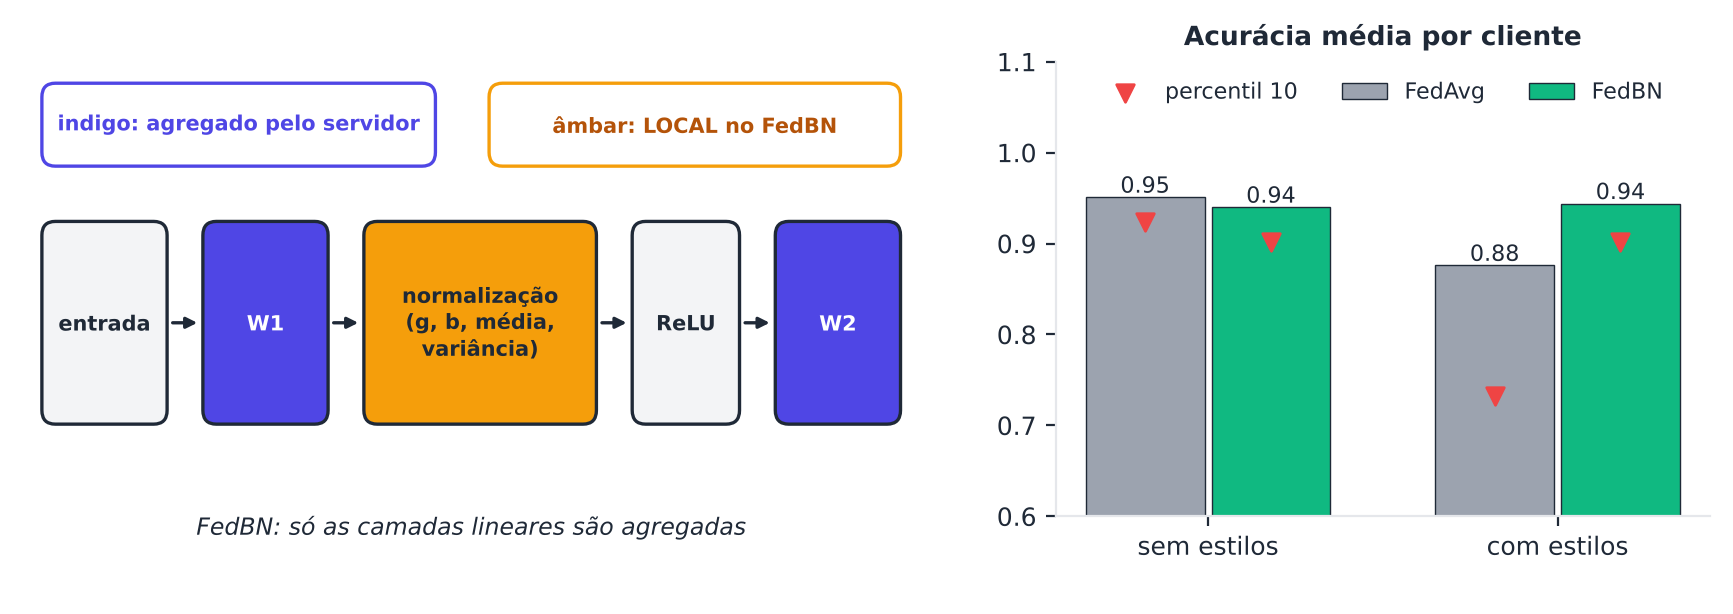 indigo: agregado pelo servidor
âmbar: LOCAL no FedBN
entrada
W1
normalização
(g, b, média,
variância)
ReLU
W2
FedBN: só as camadas lineares são agregadas
Acurácia média por cliente
percentil 10
FedAvg
FedBN
1.1
1.0
0.9
0.8
0.7
0.6
0.95
0.94
0.88
0.94
sem estilos
com estilos